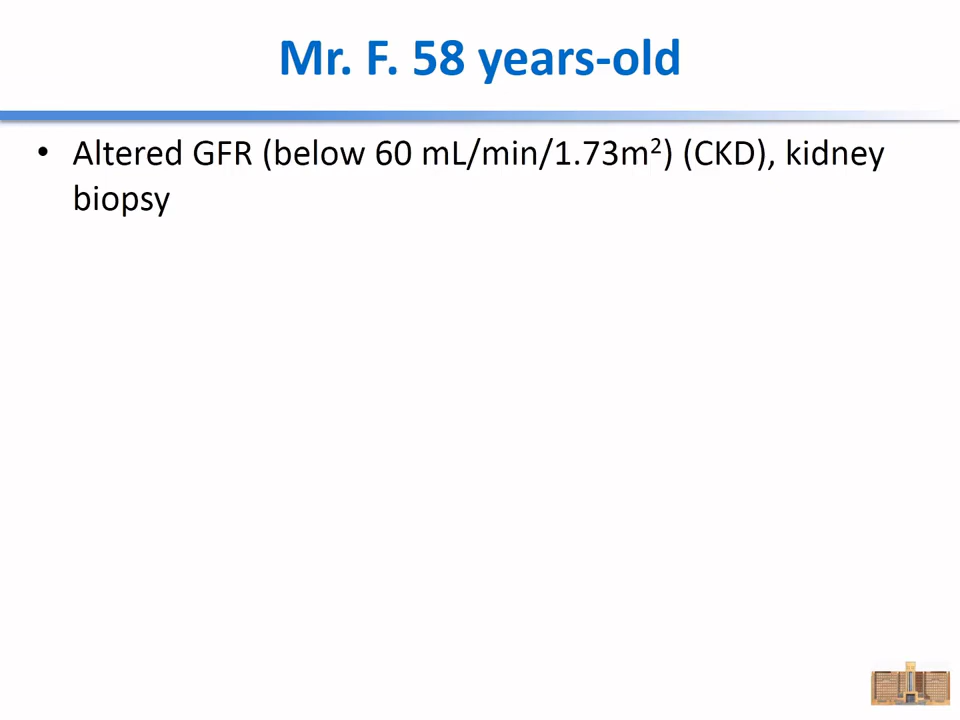 Mr. F. 58 years-old
• Altered GFR (below 60 mL/min/1.73m²) (CKD), kidney
biopsy